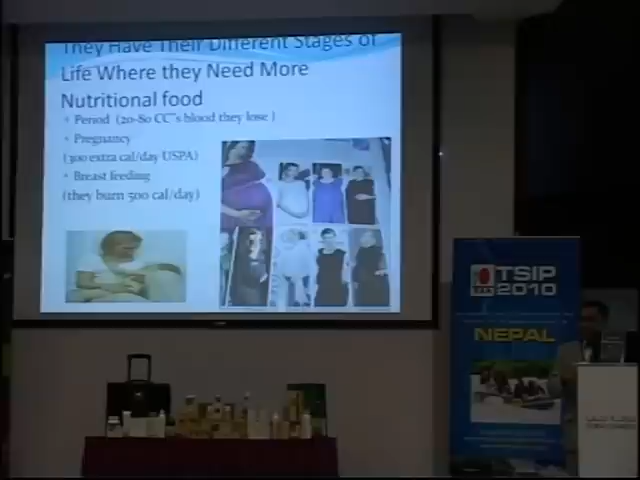 They Have Their Different Stages of
Life Where they Need More
Nutritional food
• Period (20-80 CC's blood they lose )
• Pregnancy
(300 extra cal/day USPA)
• Breast feeding
(they burn 500 cal/day)
TSIP
2010
NEPAL